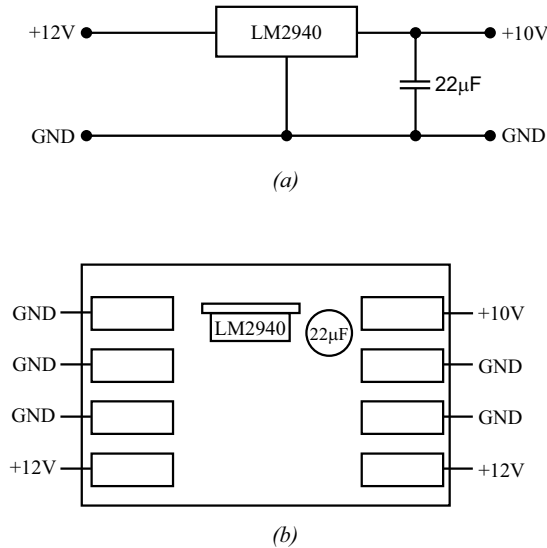 +12V LM2940 +10V
22μF
GND GND
(a)
GND LM2940 22μF +10V
GND GND
GND GND
+12V +12V
(b)